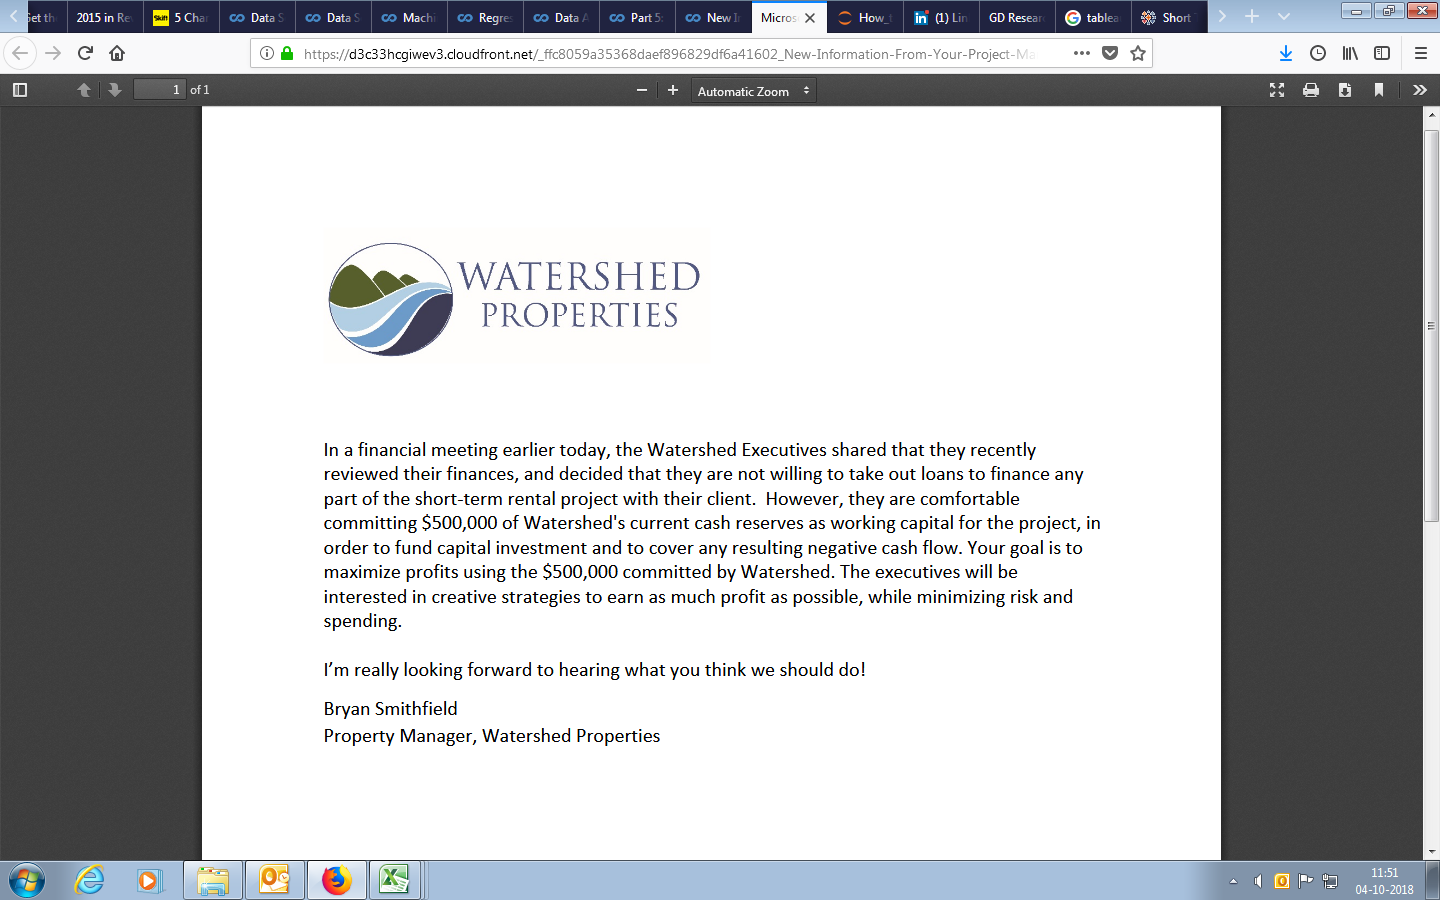 Get th
2015 in Re
Skift 5 Char
Data S
Data S
Machi
Regres
Data A
Part 5:
New I
Micros
How_t
in (1) Lin
GD Resear
tablea
Short T
https://d3c33hcgiwev3.cloudfront.net/_ffc8059a35368daef896829df6a41602_New-Information-From-Your-Project-Ma
1 of 1
Automatic Zoom
WATERSHED
PROPERTIES
In a financial meeting earlier today, the Watershed Executives shared that they recently
reviewed their finances, and decided that they are not willing to take out loans to finance any
part of the short-term rental project with their client.  However, they are comfortable
committing $500,000 of Watershed's current cash reserves as working capital for the project, in
order to fund capital investment and to cover any resulting negative cash flow. Your goal is to
maximize profits using the $500,000 committed by Watershed. The executives will be
interested in creative strategies to earn as much profit as possible, while minimizing risk and
spending.
I’m really looking forward to hearing what you think we should do!
Bryan Smithfield
Property Manager, Watershed Properties
11:51
04-10-2018